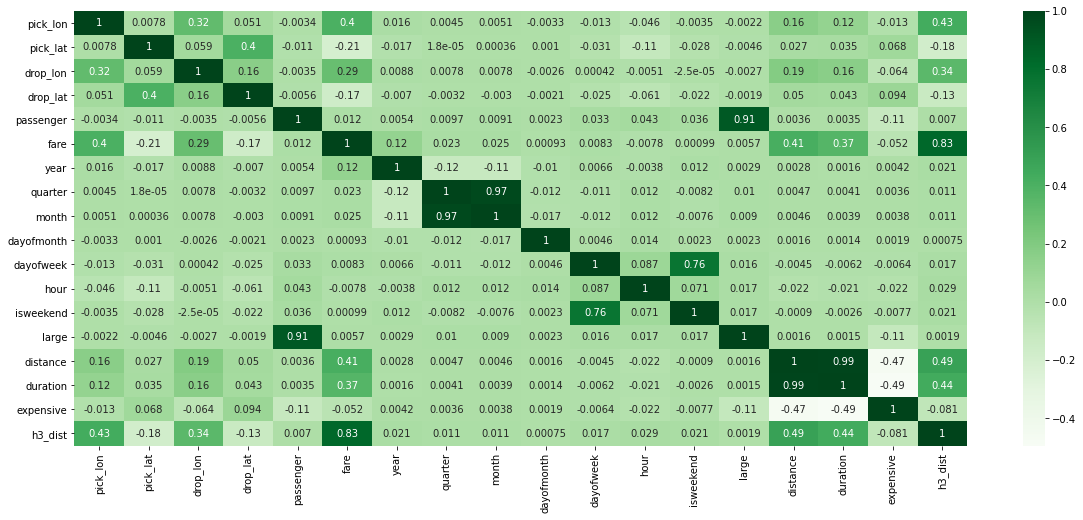 pick_lon 1 0.0078 0.32 0.051 -0.0034 0.4 0.016 0.0045 0.0051 -0.0033 -0.013 -0.046 -0.0035 -0.0022 0.16 0.12 -0.013 0.43
pick_lat 0.0078 1 0.059 0.4 -0.011 -0.21 -0.017 1.8e-05 0.00036 0.001 -0.031 -0.11 -0.028 -0.0046 0.027 0.035 0.068 -0.18
drop_lon 0.32 0.059 1 0.16 -0.0035 0.29 0.0088 0.0078 0.0078 -0.0026 0.00042 -0.0051 -2.5e-05 -0.0027 0.19 0.16 -0.064 0.34
drop_lat 0.051 0.4 0.16 1 -0.0056 -0.17 -0.007 -0.0032 -0.003 -0.0021 -0.025 -0.061 -0.022 -0.0019 0.05 0.043 0.094 -0.13
passenger -0.0034 -0.011 -0.0035 -0.0056 1 0.012 0.0054 0.0097 0.0091 0.0023 0.033 0.043 0.036 0.91 0.0036 0.0035 -0.11 0.007
fare 0.4 -0.21 0.29 -0.17 0.012 1 0.12 0.023 0.025 0.00093 0.0083 -0.0078 0.00099 0.0057 0.41 0.37 -0.052 0.83
year 0.016 -0.017 0.0088 -0.007 0.0054 0.12 1 -0.12 -0.11 -0.01 0.0066 -0.0038 0.012 0.0029 0.0028 0.0016 0.0042 0.021
quarter 0.0045 1.8e-05 0.0078 -0.0032 0.0097 0.023 -0.12 1 0.97 -0.012 -0.011 0.012 -0.0082 0.01 0.0047 0.0041 0.0036 0.011
month 0.0051 0.00036 0.0078 -0.003 0.0091 0.025 -0.11 0.97 1 -0.017 -0.012 0.012 -0.0076 0.009 0.0046 0.0039 0.0038 0.011
dayofmonth -0.0033 0.001 -0.0026 -0.0021 0.0023 0.00093 -0.01 -0.012 -0.017 1 0.0046 0.014 0.0023 0.0023 0.0016 0.0014 0.0019 0.00075
dayofweek -0.013 -0.031 0.00042 -0.025 0.033 0.0083 0.0066 -0.011 -0.012 0.0046 1 0.087 0.76 0.016 -0.0045 -0.0062 -0.0064 0.017
hour -0.046 -0.11 -0.0051 -0.061 0.043 -0.0078 -0.0038 0.012 0.012 0.014 0.087 1 0.071 0.017 -0.022 -0.021 -0.022 0.029
isweekend -0.0035 -0.028 -2.5e-05 -0.022 0.036 0.00099 0.012 -0.0082 -0.0076 0.0023 0.76 0.071 1 0.017 -0.0009 -0.0026 -0.0077 0.021
large -0.0022 -0.0046 -0.0027 -0.0019 0.91 0.0057 0.0029 0.01 0.009 0.0023 0.016 0.017 0.017 1 0.0016 0.0015 -0.11 0.0019
distance 0.16 0.027 0.19 0.05 0.0036 0.41 0.0028 0.0047 0.0046 0.0016 -0.0045 -0.022 -0.0009 0.0016 1 0.99 -0.47 0.49
duration 0.12 0.035 0.16 0.043 0.0035 0.37 0.0016 0.0041 0.0039 0.0014 -0.0062 -0.021 -0.0026 0.0015 0.99 1 -0.49 0.44
expensive -0.013 0.068 -0.064 0.094 -0.11 -0.052 0.0042 0.0036 0.0038 0.0019 -0.0064 -0.022 -0.0077 -0.11 -0.47 -0.49 1 -0.081
h3_dist 0.43 -0.18 0.34 -0.13 0.007 0.83 0.021 0.011 0.011 0.00075 0.017 0.029 0.021 0.0019 0.49 0.44 -0.081 1
pick_lon pick_lat drop_lon drop_lat passenger fare year quarter month dayofmonth dayofweek hour isweekend large distance duration expensive h3_dist
1.0
0.8
0.6
0.4
0.2
0.0
−0.2
−0.4